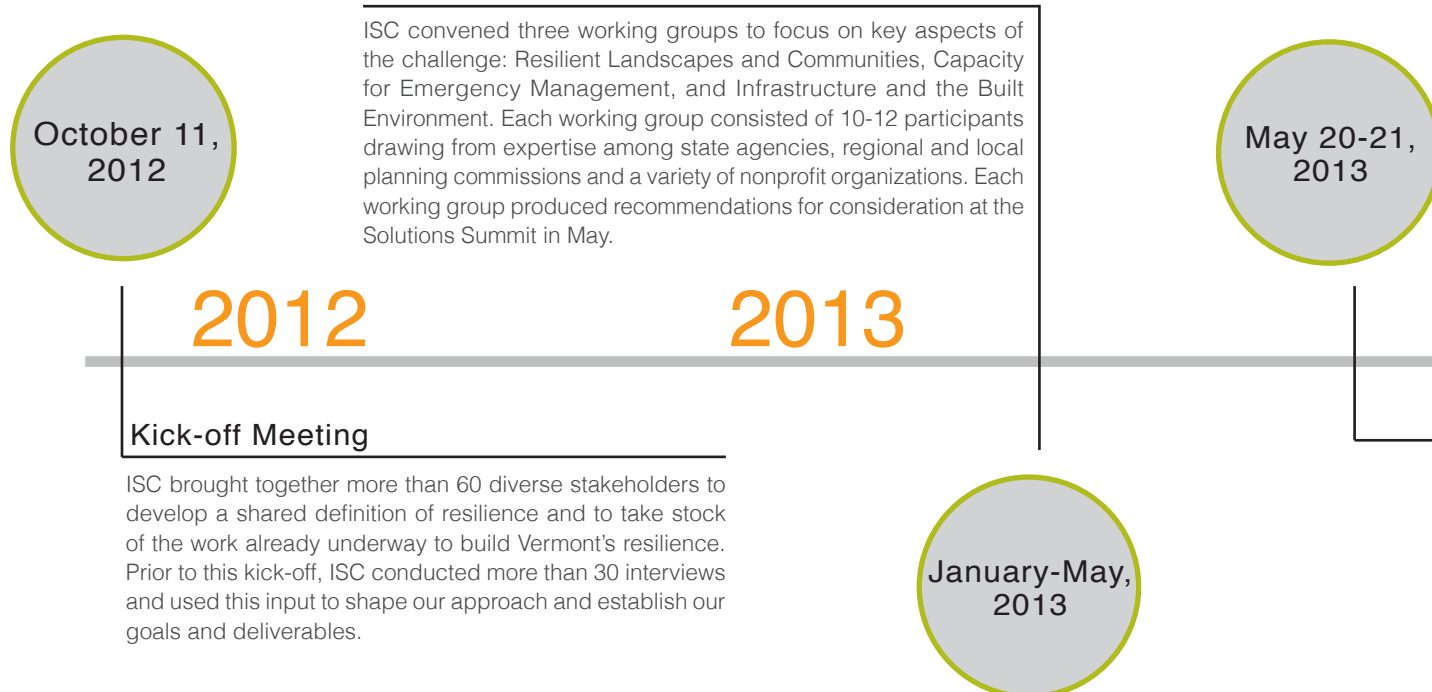 October 11,
2012
Kick-off Meeting
ISC brought together more than 60 diverse stakeholders to
develop a shared definition of resilience and to take stock
of the work already underway to build Vermont’s resilience.
Prior to this kick-off, ISC conducted more than 30 interviews
and used this input to shape our approach and establish our
goals and deliverables.
2012
2013
ISC convened three working groups to focus on key aspects of
the challenge: Resilient Landscapes and Communities, Capacity
for Emergency Management, and Infrastructure and the Built
Environment. Each working group consisted of 10-12 participants
drawing from expertise among state agencies, regional and local
planning commissions and a variety of nonprofit organizations. Each
working group produced recommendations for consideration at the
Solutions Summit in May.
January-May,
2013
May 20-21,
2013